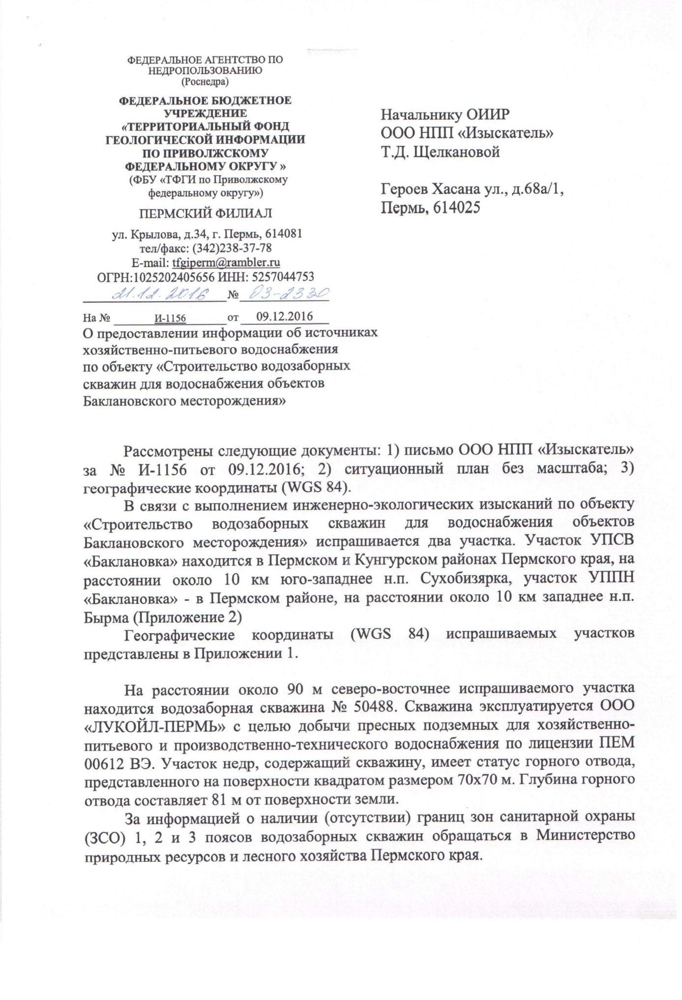 ФЕДЕРАЛЬНОЕ АГЕНТСТВО ПО
НЕДРОПОЛЬЗОВАНИЮ
(Роснедра)
ФЕДЕРАЛЬНОЕ БЮДЖЕТНОЕ
УЧРЕЖДЕНИЕ
«ТЕРРИТОРИАЛЬНЫЙ ФОНД
ГЕОЛОГИЧЕСКОЙ ИНФОРМАЦИИ
ПО ПРИВОЛЖСКОМУ
ФЕДЕРАЛЬНОМУ ОКРУГУ »
(ФБУ «ТФГИ по Приволжскому
федеральному округу»)
ПЕРМСКИЙ ФИЛИАЛ
ул. Крылова, д.34, г. Пермь, 614081
тел/факс: (342)238-37-78
E-mail: tfgiperm@rambler.ru
ОГРН:1025202405656 ИНН: 5257044753
21.12.2016 № 03-2330
На № И-1156 от 09.12.2016
О предоставлении информации об источниках
хозяйственно-питьевого водоснабжения
по объекту «Строительство водозаборных
скважин для водоснабжения объектов
Баклановского месторождения»
Начальнику ОИИР
ООО НПП «Изыскатель»
Т.Д. Щелкановой
Героев Хасана ул., д.68а/1,
Пермь, 614025
Рассмотрены следующие документы: 1) письмо ООО НПП «Изыскатель»
за № И-1156 от 09.12.2016; 2) ситуационный план без масштаба; 3)
географические координаты (WGS 84).
В связи с выполнением инженерно-экологических изысканий по объекту
«Строительство водозаборных скважин для водоснабжения объектов
Баклановского месторождения» испрашивается два участка. Участок УПСВ
«Баклановка» находится в Пермском и Кунгурском районах Пермского края, на
расстоянии около 10 км юго-западнее н.п. Сухобизярка, участок УППН
«Баклановка» - в Пермском районе, на расстоянии около 10 км западнее н.п.
Бырма (Приложение 2)
Географические координаты (WGS 84) испрашиваемых участков
представлены в Приложении 1.
На расстоянии около 90 м северо-восточнее испрашиваемого участка
находится водозаборная скважина № 50488. Скважина эксплуатируется ООО
«ЛУКОЙЛ-ПЕРМЬ» с целью добычи пресных подземных для хозяйственно-
питьевого и производственно-технического водоснабжения по лицензии ПЕМ
00612 ВЭ. Участок недр, содержащий скважину, имеет статус горного отвода,
представленного на поверхности квадратом размером 70х70 м. Глубина горного
отвода составляет 81 м от поверхности земли.
За информацией о наличии (отсутствии) границ зон санитарной охраны
(ЗСО) 1, 2 и 3 поясов водозаборных скважин обращаться в Министерство
природных ресурсов и лесного хозяйства Пермского края.